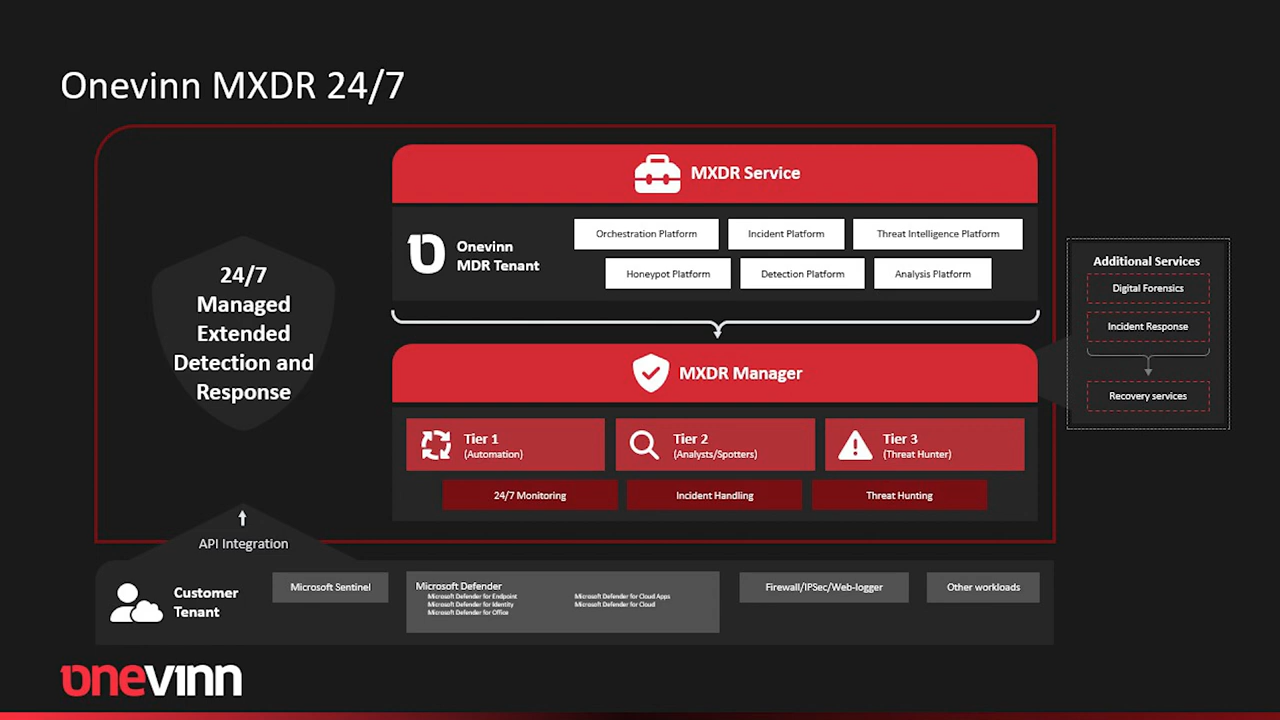 Onevinn MXDR 24/7
MXDR Service
Onevinn
MDR Tenant
Orchestration Platform
Incident Platform
Threat Intelligence Platform
Honeypot Platform
Detection Platform
Analysis Platform
24/7
Managed
Extended
Detection and
Response
MXDR Manager
Tier 1
(Automation)
Tier 2
(Analysts/Spotters)
Tier 3
(Threat Hunter)
24/7 Monitoring
Incident Handling
Threat Hunting
Additional Services
Digital Forensics
Incident Response
Recovery services
API Integration
Customer
Tenant
Microsoft Sentinel
Microsoft Defender
Microsoft Defender for Endpoint
Microsoft Defender for Identity
Microsoft Defender for Office
Microsoft Defender for Cloud Apps
Microsoft Defender for Cloud
Firewall/IPSec/Web-logger
Other workloads
onevinn